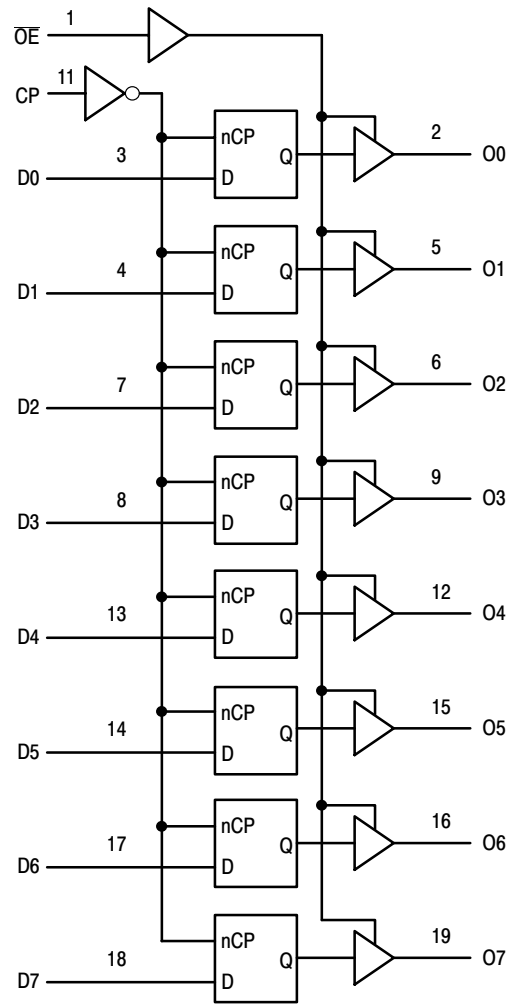 1
OE
11
CP
nCP
3
Q
2
O0
D0
D
nCP
4
Q
5
O1
D1
D
nCP
7
Q
6
O2
D2
D
nCP
8
Q
9
O3
D3
D
nCP
13
Q
12
O4
D4
D
nCP
14
Q
15
O5
D5
D
nCP
17
Q
16
O6
D6
D
nCP
18
Q
19
O7
D7
D